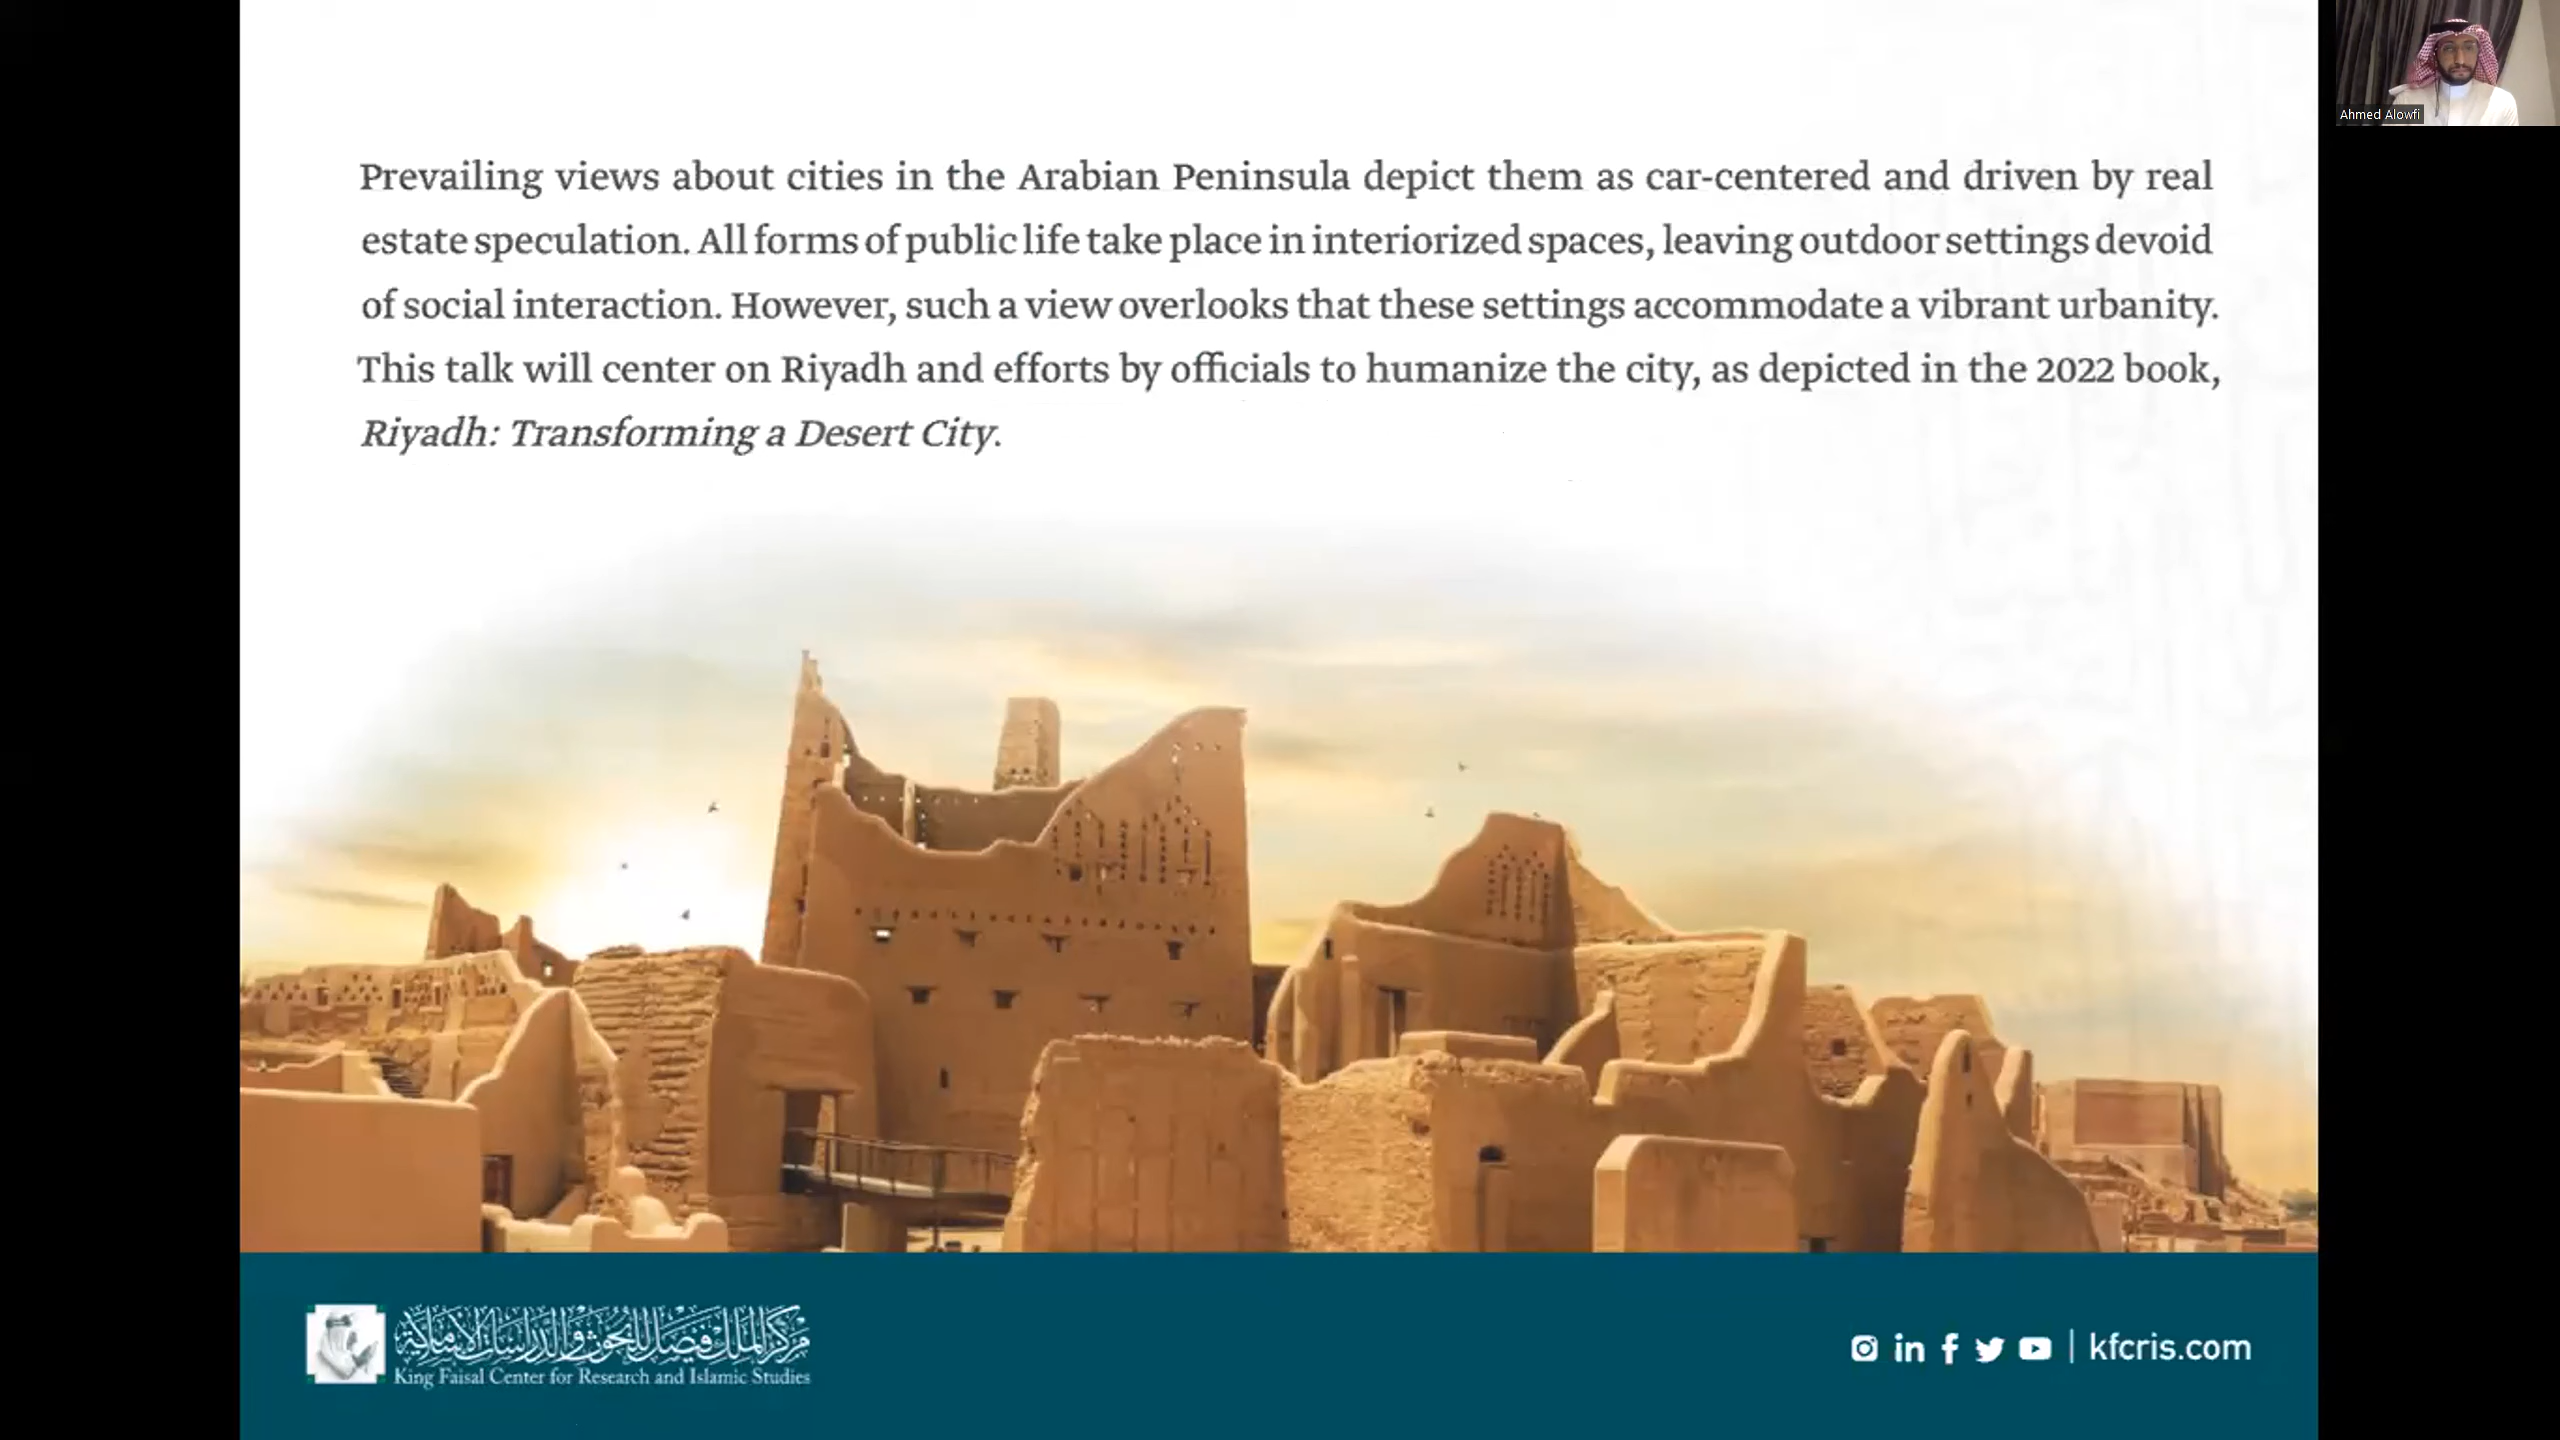 Ahmed Alowfi
Prevailing views about cities in the Arabian Peninsula depict them as car-centered and driven by real
estate speculation. All forms of public life take place in interiorized spaces, leaving outdoor settings devoid
of social interaction. However, such a view overlooks that these settings accommodate a vibrant urbanity.
This talk will center on Riyadh and efforts by officials to humanize the city, as depicted in the 2022 book,
Riyadh: Transforming a Desert City.
مركز الملك فيصل للبحوث والدراسات الإسلامية
King Faisal Center for Research and Islamic Studies
kfcris.com